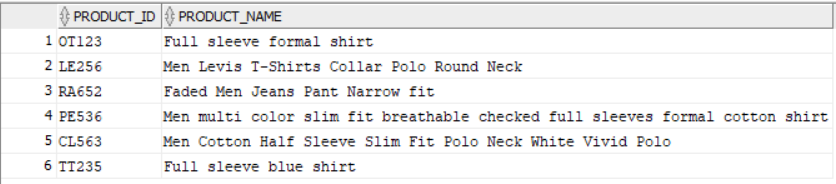 PRODUCT_ID PRODUCT_NAME
1 OT123 Full sleeve formal shirt
2 LE256 Men Levis T-Shirts Collar Polo Round Neck
3 RA652 Faded Men Jeans Pant Narrow fit
4 PE536 Men multi color slim fit breathable checked full sleeves formal cotton shirt
5 CL563 Men Cotton Half Sleeve Slim Fit Polo Neck White Vivid Polo
6 TT235 Full sleeve blue shirt